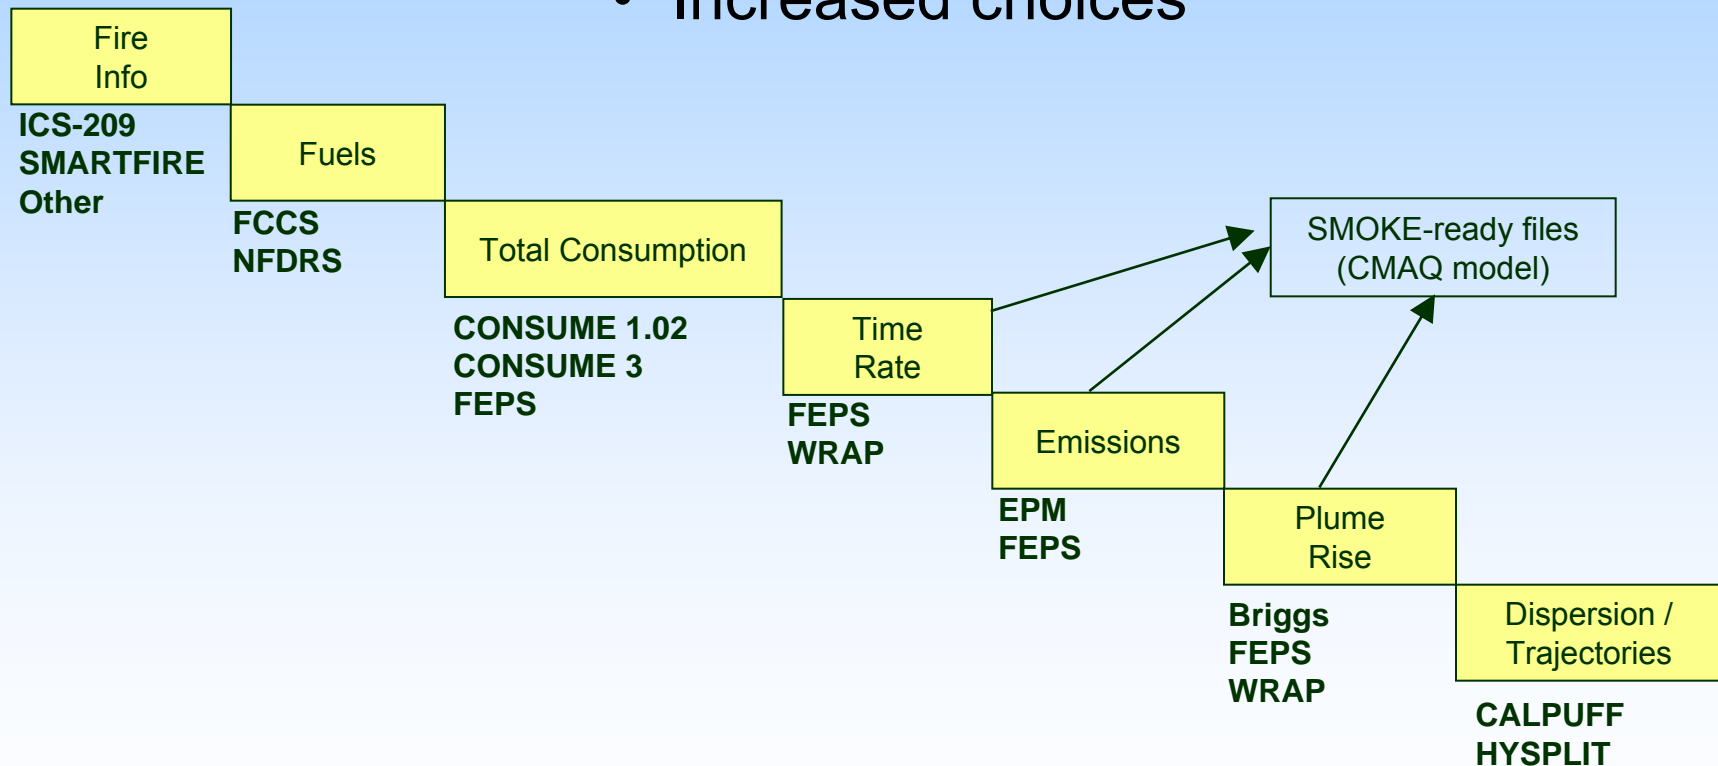 • Increased choices
Fire
Info
ICS-209
SMARTFIRE
Other
Fuels
FCCS
NFDRS
Total Consumption
CONSUME 1.02
CONSUME 3
FEPS
Time
Rate
FEPS
WRAP
Emissions
EPM
FEPS
Plume
Rise
Briggs
FEPS
WRAP
Dispersion /
Trajectories
CALPUFF
HYSPLIT
SMOKE-ready files
(CMAQ model)